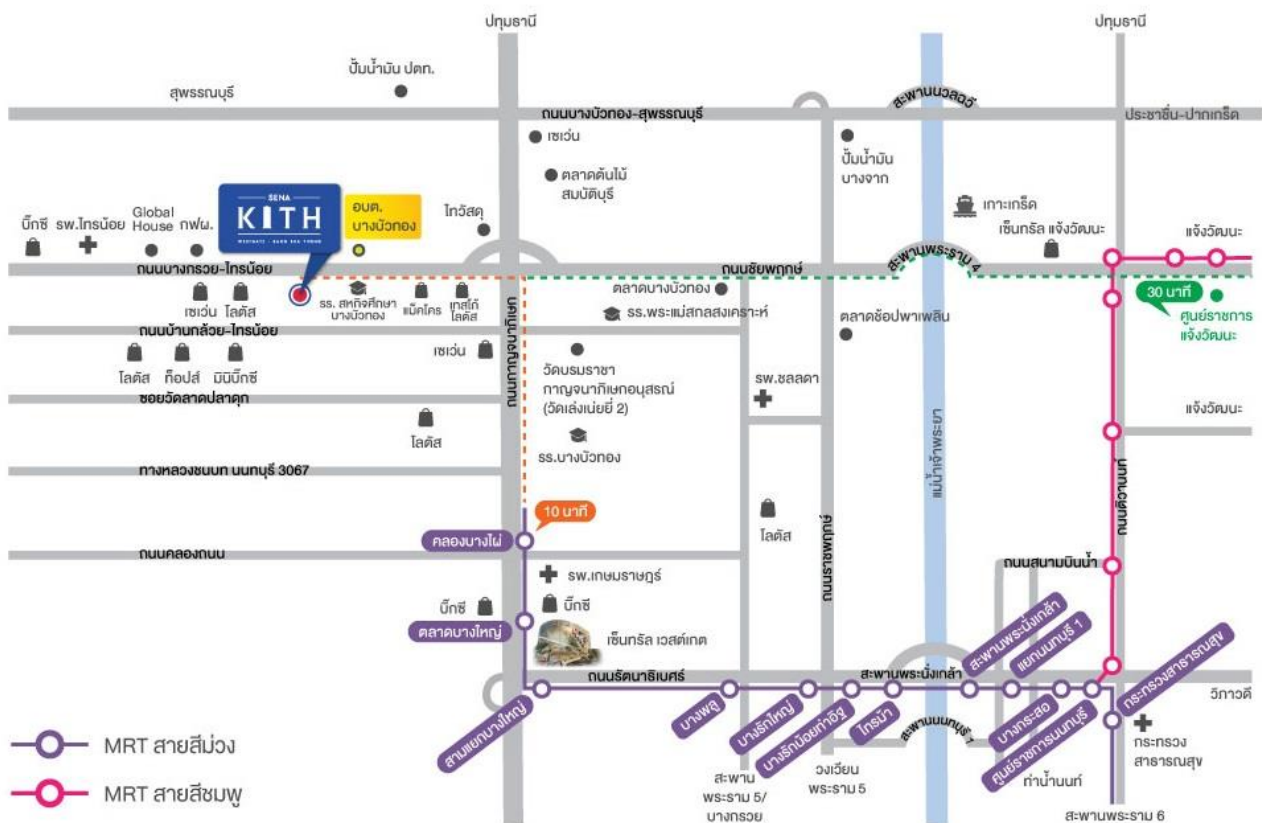 ปทุมธานี
ปทุมธานี
ปั๊มน้ำมัน ปตท.
สุพรรณบุรี
สะพานนวลฉวี
ถนนบางบัวทอง-สุพรรณบุรี
ประชาชื่น-ปากเกร็ด
เซเว่น
ปั๊มน้ำมัน
บางจาก
ตลาดต้นไม้
สมบัติบุรี
SENA
KITH
WESTGATE - BANG BUA THONG
อบต.
บางบัวทอง
ไทวัสดุ
เกาะเกร็ด
บิ๊กซี
รพ.ไทรน้อย
Global
House
กฟผ.
เซ็นทรัล แจ้งวัฒนะ
แจ้งวัฒนะ
ถนนบางกรวย-ไทรน้อย
ถนนชัยพฤกษ์
สะพานพระราม 4
เซเว่น
โลตัส
รร. สหกิจศึกษา
บางบัวทอง
แม็คโคร
เทสโก้
โลตัส
ตลาดบางบัวทอง
30 นาที
ศูนย์ราชการ
แจ้งวัฒนะ
รร.พระแม่สกลสงเคราะห์
ตลาดช้อปพาเพลิน
ถนนบ้านกล้วย-ไทรน้อย
เซเว่น
โลตัส
ท็อปส์
มินิบิ๊กซี
ถนนกาญจนาภิเษก
วัดบรมราชา
กาญจนาภิเษกอนุสรณ์
(วัดเล่งเน่ยยี่ 2)
รพ.ชลลดา
ซอยวัดลาดปลาดุก
แม่น้ำเจ้าพระยา
แจ้งวัฒนะ
โลตัส
รร.บางบัวทอง
ทางหลวงชนบท นนทบุรี 3067
ถนนติวานนท์
10 นาที
คลองบางไผ่
โลตัส
ถนนราชพฤกษ์
ถนนคลองถนน
ถนนสนามบินน้ำ
รพ.เกษมราษฎร์
บิ๊กซี
บิ๊กซี
ตลาดบางใหญ่
เซ็นทรัล เวสต์เกต
สะพานพระนั่งเกล้า
แยกนนทบุรี 1
ถนนรัตนาธิเบศร์
สะพานพระนั่งเกล้า
กระทรวงสาธารณสุข
วิภาวดี
สามแยกบางใหญ่
บางพลู
บางรักใหญ่
บางรักน้อยท่าอิฐ
ไทรม้า
สะพานนนทบุรี 1
บางกระสอ
ศูนย์ราชการนนทบุรี
MRT สายสีม่วง
กระทรวง
สาธารณสุข
MRT สายสีชมพู
สะพาน
พระราม 5/
บางกรวย
วงเวียน
พระราม 5
ท่าน้ำนนท์
สะพานพระราม 6